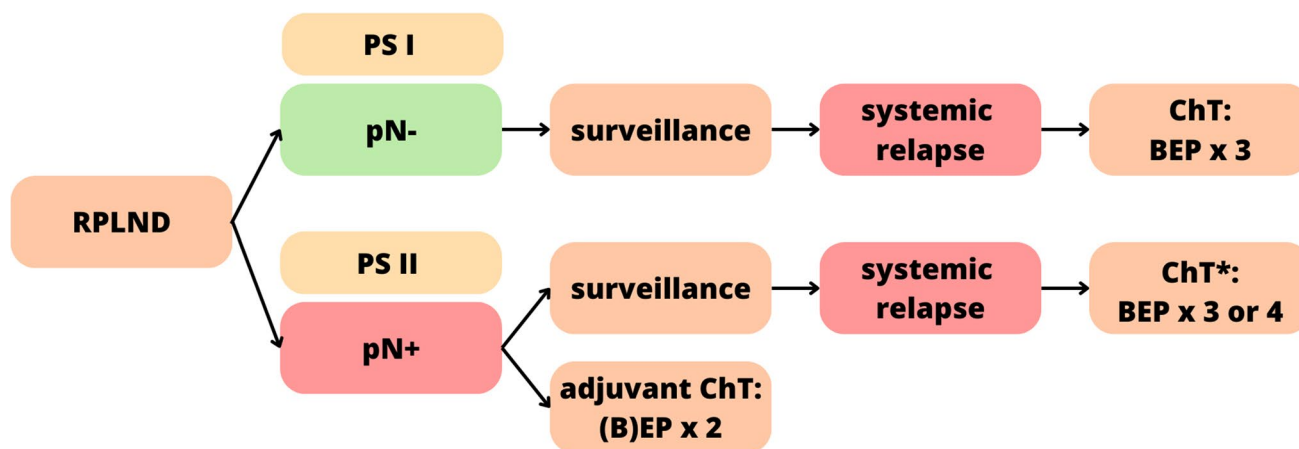 PS I
pN-
surveillance
systemic
relapse
ChT:
BEP x 3
RPLND
PS II
pN+
surveillance
systemic
relapse
ChT*:
BEP x 3 or 4
adjuvant ChT:
(B)EP x 2